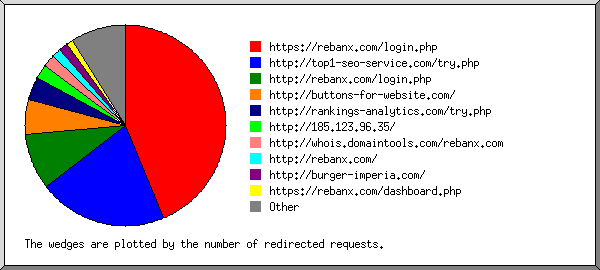 https://rebanx.com/login.php
http://top1-seo-service.com/try.php
http://rebanx.com/login.php
http://buttons-for-website.com/
http://rankings-analytics.com/try.php
http://185.123.96.35/
http://whois.domaintools.com/rebanx.com
http://rebanx.com/
http://burger-imperia.com/
https://rebanx.com/dashboard.php
Other
The wedges are plotted by the number of redirected requests.